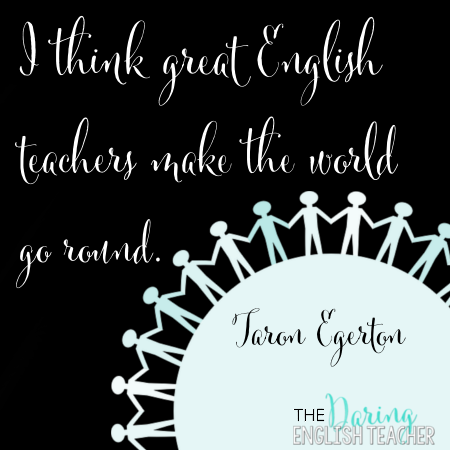 I think great English
teachers make the world
go round.
Taron Egerton
THE Daring
ENGLISH TEACHER